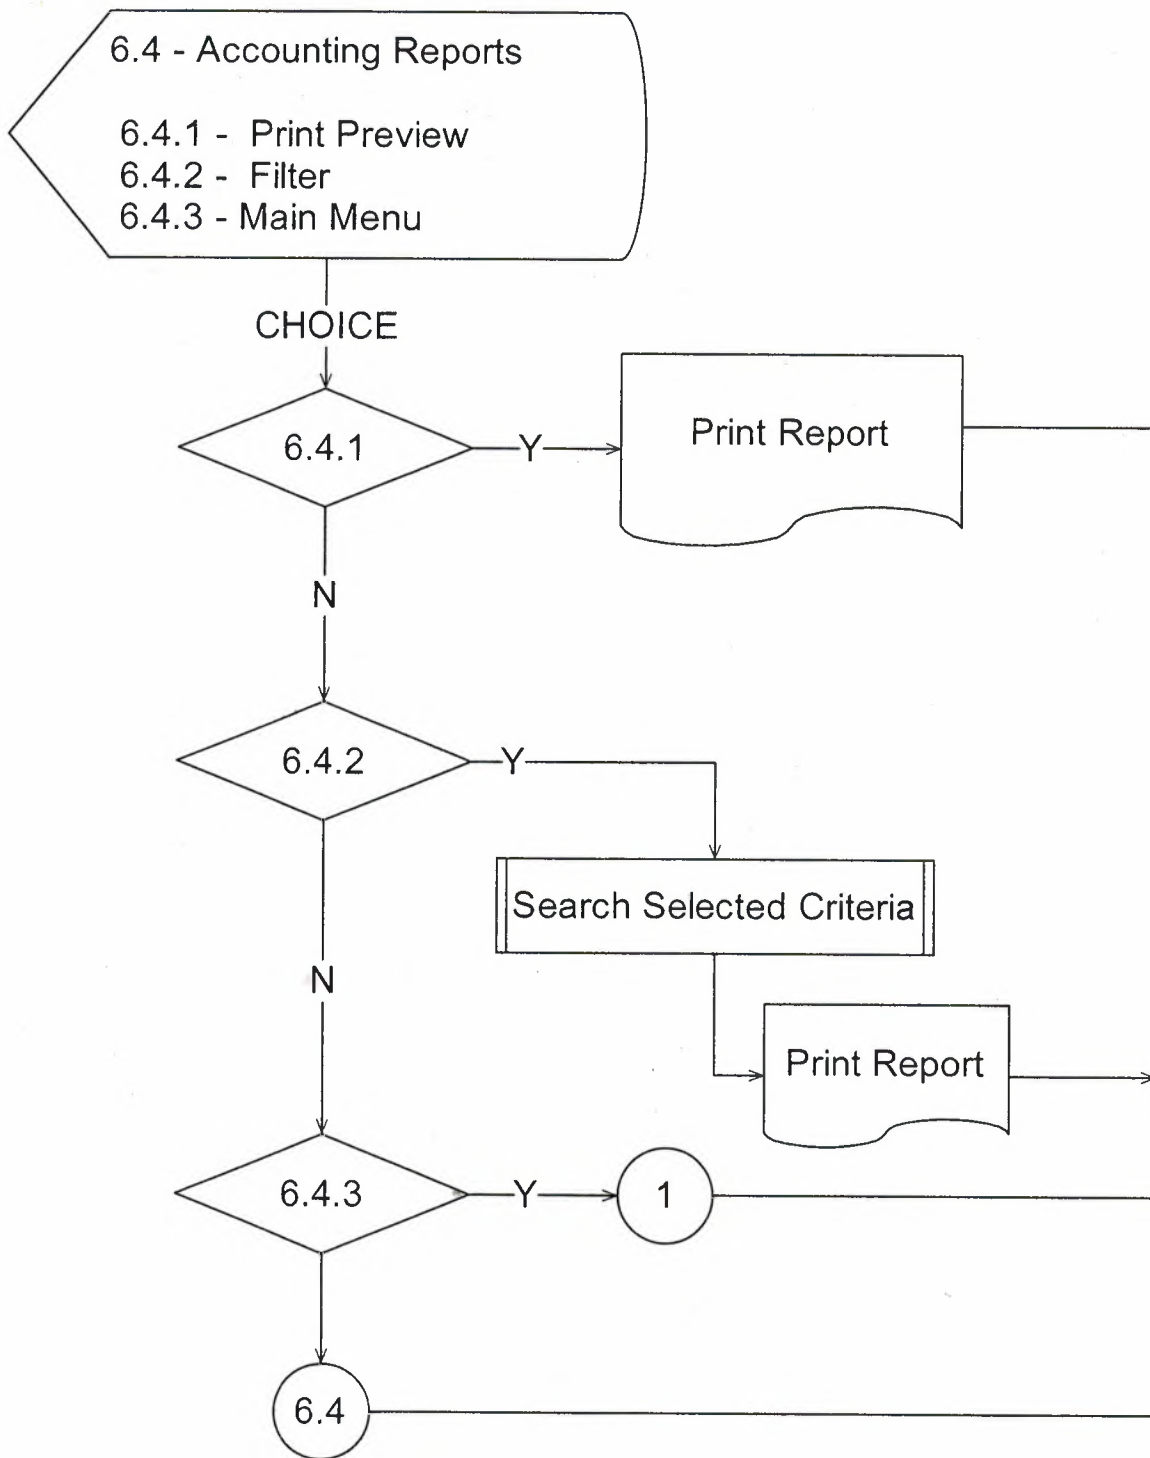 6.4 - Accounting Reports
6.4.1 - Print Preview
6.4.2 - Filter
6.4.3 - Main Menu
CHOICE
6.4.1
Y
Print Report
N
6.4.2
Y
Search Selected Criteria
N
Print Report
6.4.3
Y
1
6.4